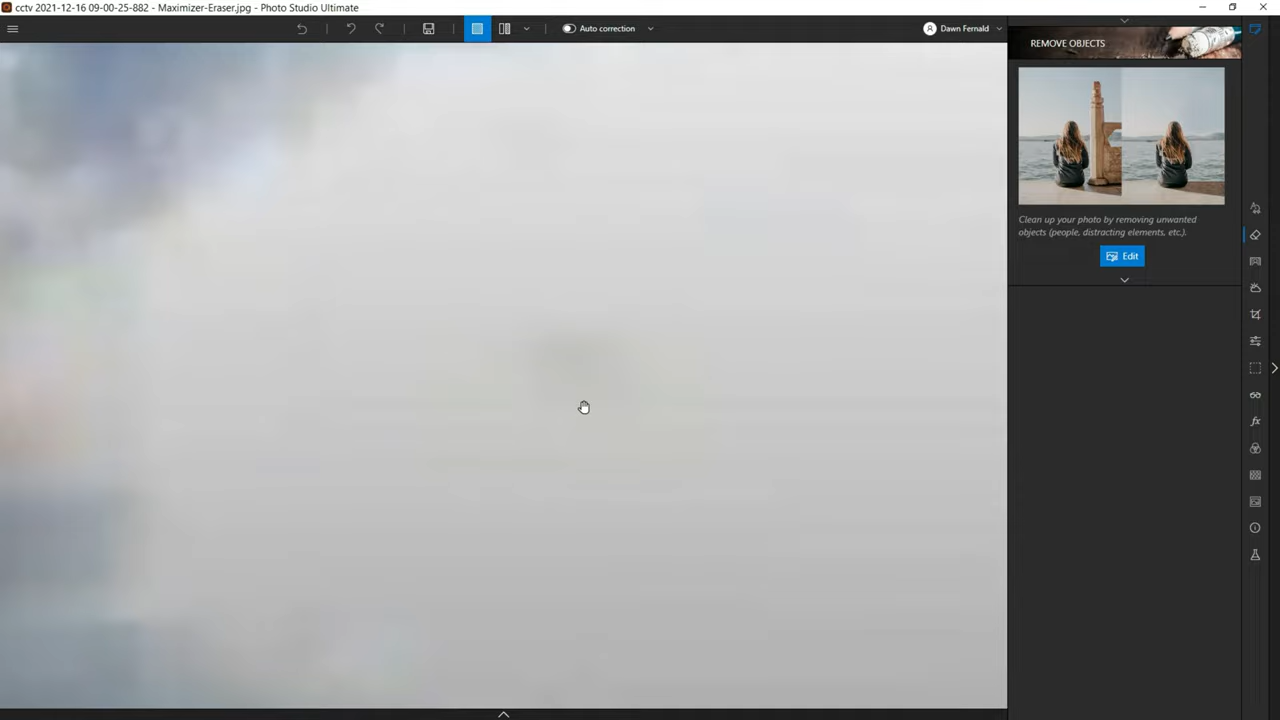 cctv 2021-12-16 09-00-25-882 - Maximizer-Eraser.jpg - Photo Studio Ultimate
Auto correction
Dawn Fernald
REMOVE OBJECTS
Clean up your photo by removing unwanted
objects (people, distracting elements, etc.).
Edit
fx